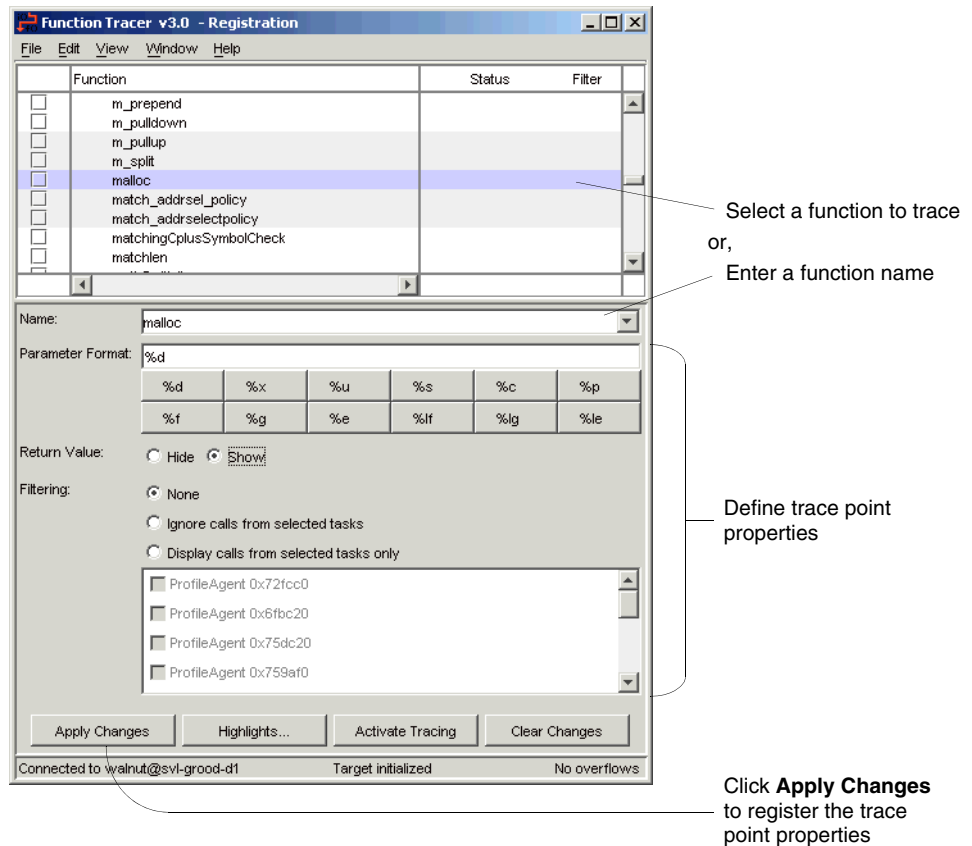 Function Tracer v3.0 - Registration
File Edit View Window Help
Function Status Filter
m_prepend
m_pulldown
m_pullup
m_split
malloc
match_addrsel_policy
match_addrselectpolicy
matchingCplusSymbolCheck
matchlen
Select a function to trace
or,
Enter a function name
Name: malloc
Parameter Format: %d
%d %x %u %s %c %p
%f %g %e %lf %lg %le
Return Value: Hide Show
Filtering: None
Ignore calls from selected tasks
Display calls from selected tasks only
ProfileAgent 0x72fcc0
ProfileAgent 0x6fbc20
ProfileAgent 0x75dc20
ProfileAgent 0x759af0
Define trace point
properties
Apply Changes Highlights... Activate Tracing Clear Changes
Connected to walnut@svl-grood-d1 Target initialized No overflows
Click Apply Changes
to register the trace
point properties